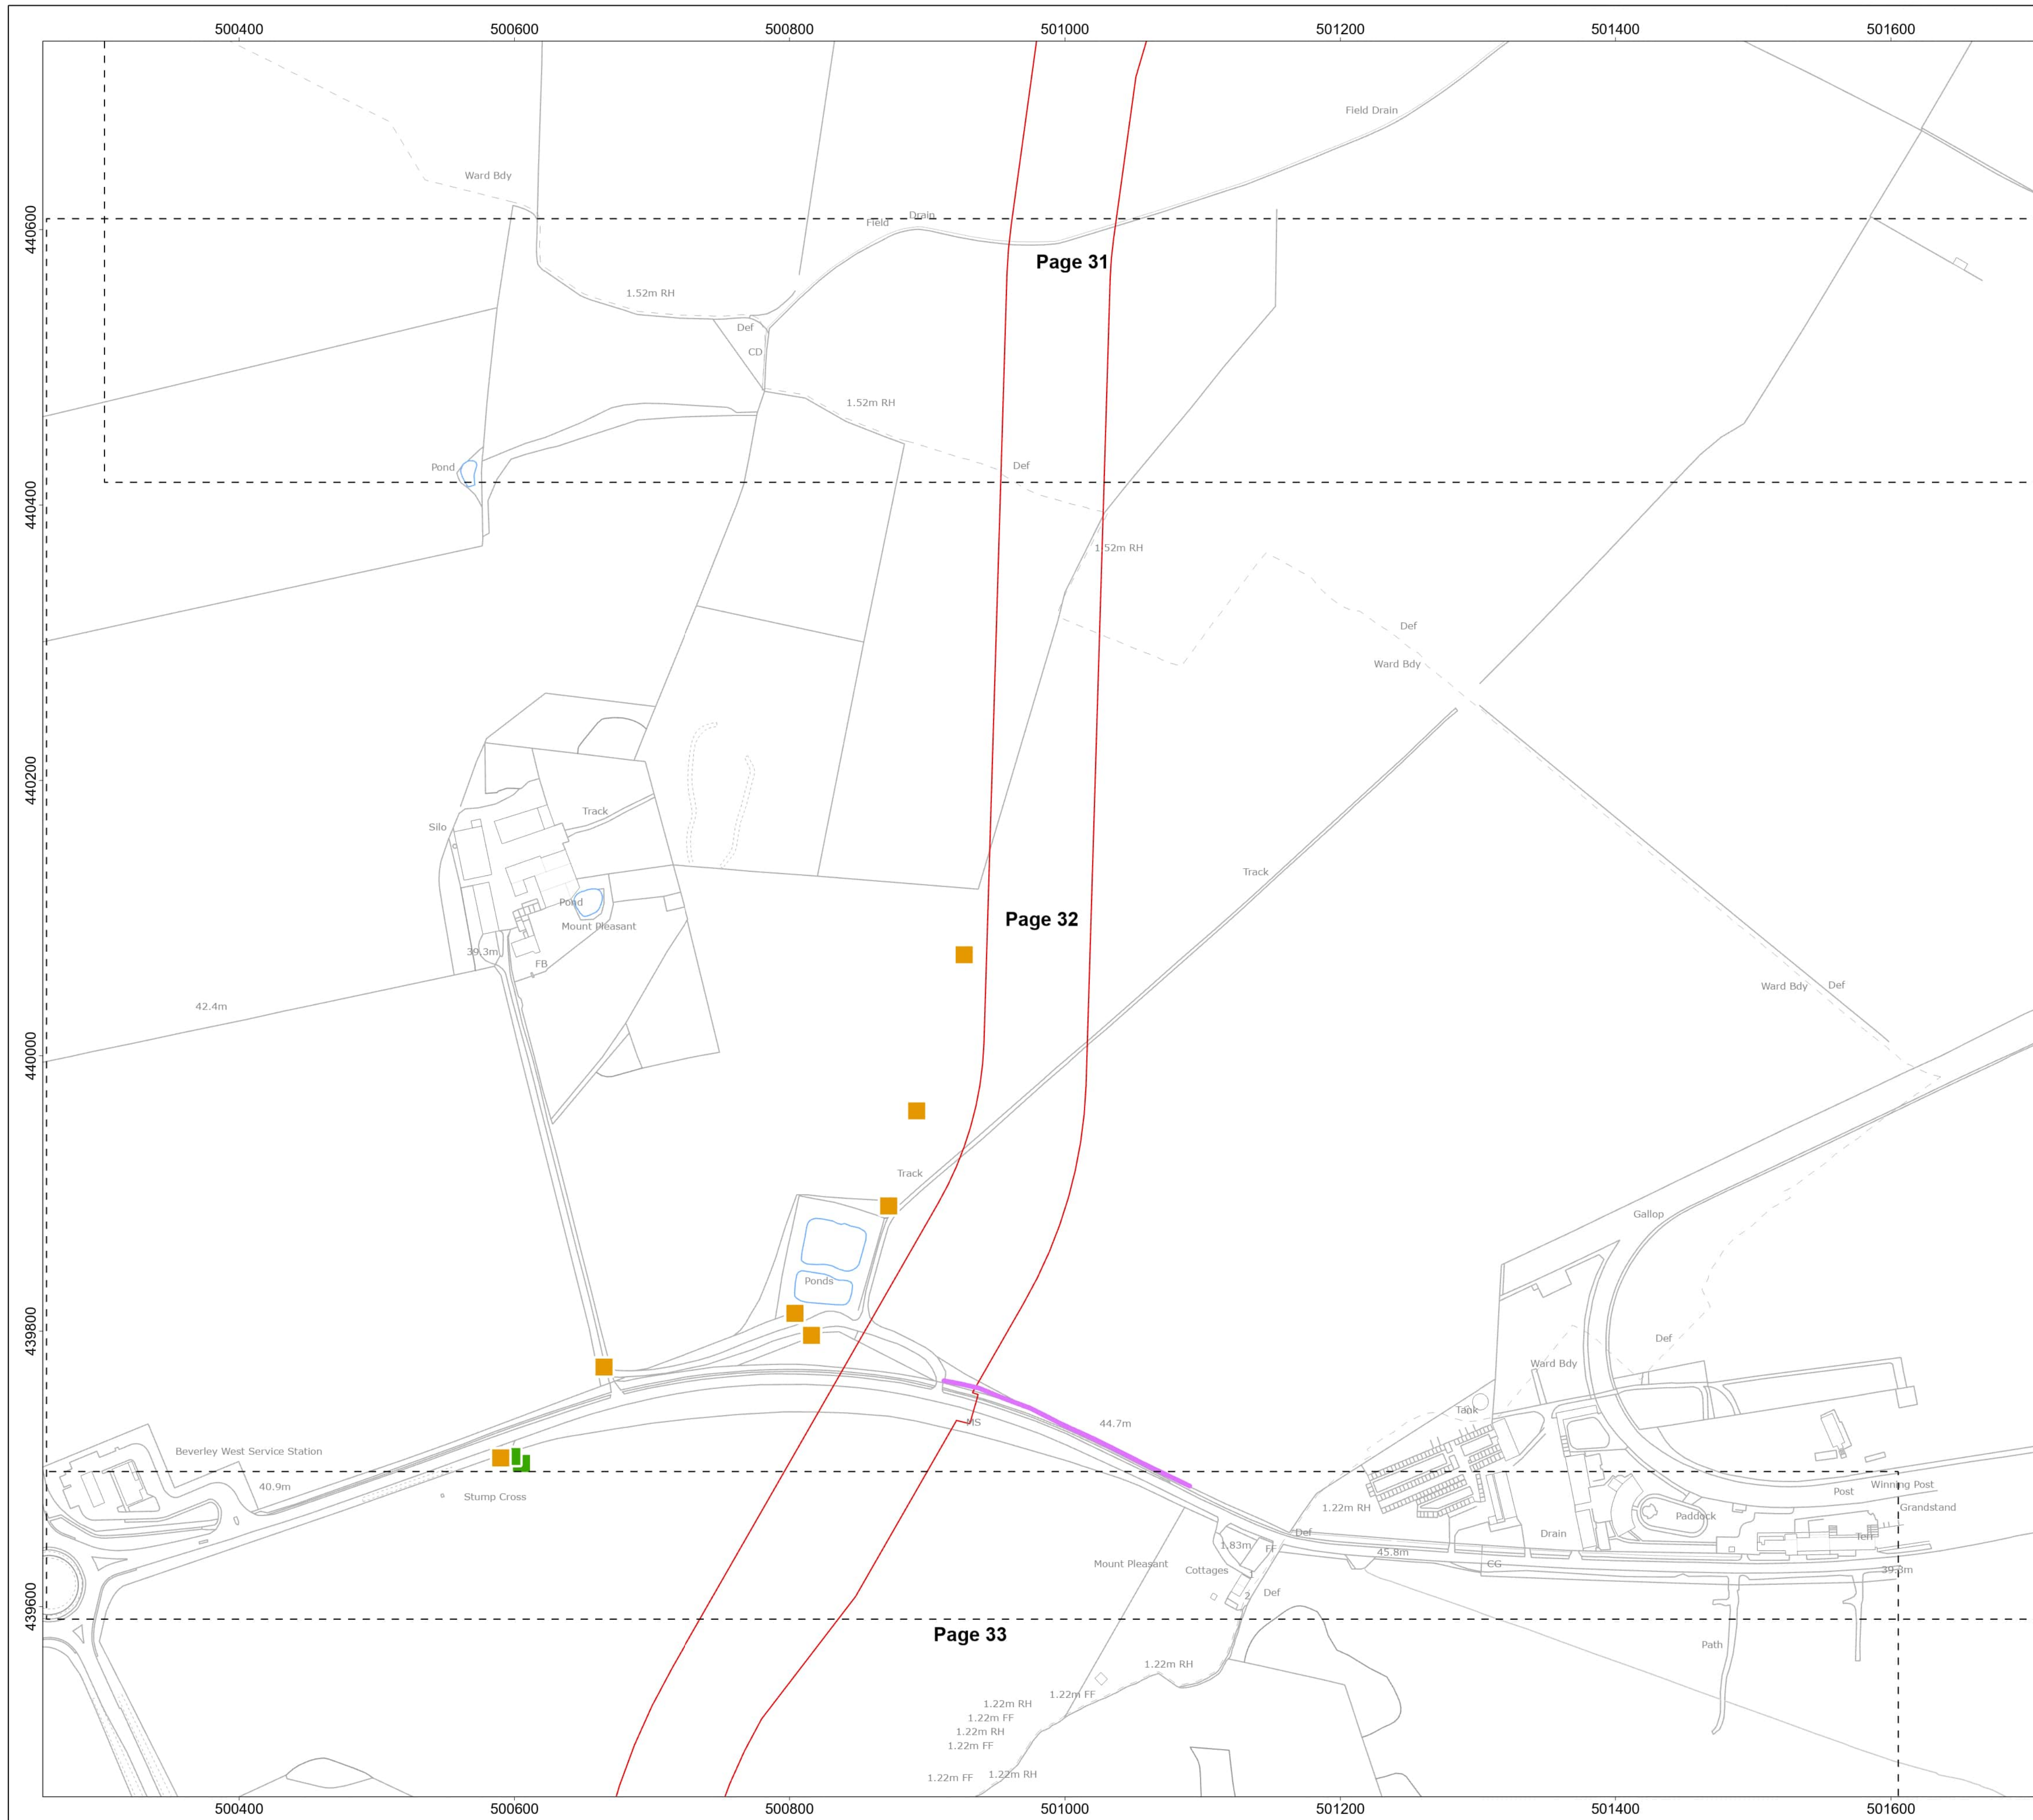 500400 500600 500800 501000 501200 501400 501600
Field Drain
Ward Bdy
440600
Field Drain
Page 31
1.52m RH
Def
CD
1.52m RH
Pond
Def
440400
1.52m RH
Def
Ward Bdy
440200
Track
Silo
Track
Pond
Page 32
Mount Pleasant
39.3m
FB
Ward Bdy Def
42.4m
440000
Track
Gallop
Ponds
439800
Def
Ward Bdy
Tank
MS
44.7m
Beverley West Service Station
40.9m
Stump Cross
Winning Post
Post
1.22m RH
Grandstand
Paddock
Def
Drain
Terr
1.83m
FF
45.8m
Mount Pleasant
Cottages
CG
39.3m
2
Def
439600
Page 33
Path
1.22m RH
1.22m FF
1.22m RH
1.22m FF
1.22m RH
1.22m FF
1.22m RH
1.22m FF
500400 500600 500800 501000 501200 501400 501600